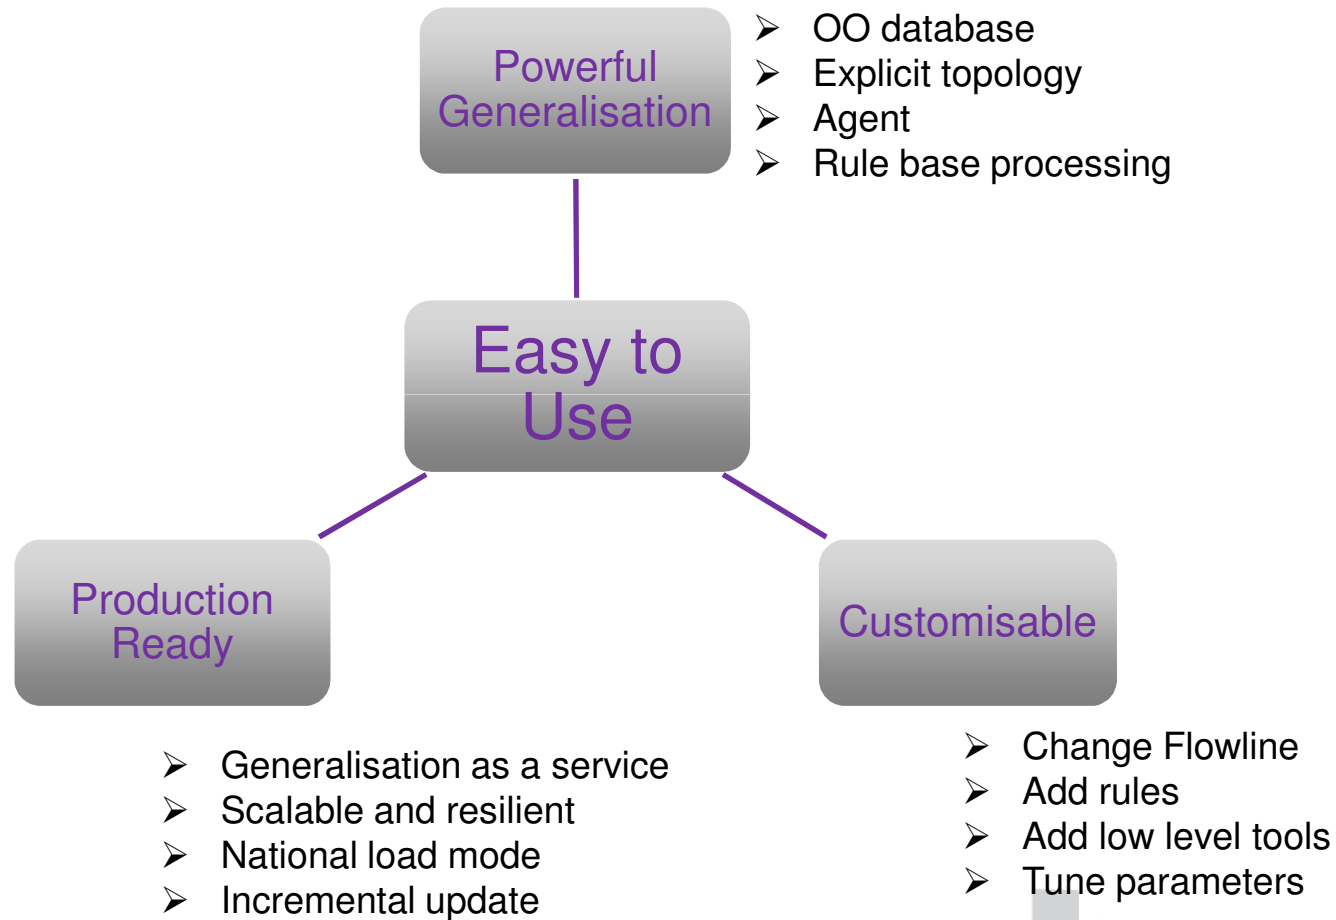 Powerful
Generalisation
➢ OO database
➢ Explicit topology
➢ Agent
➢ Rule base processing
Easy to
Use
Production
Ready
➢ Generalisation as a service
➢ Scalable and resilient
➢ National load mode
➢ Incremental update
Customisable
➢ Change Flowline
➢ Add rules
➢ Add low level tools
➢ Tune parameters